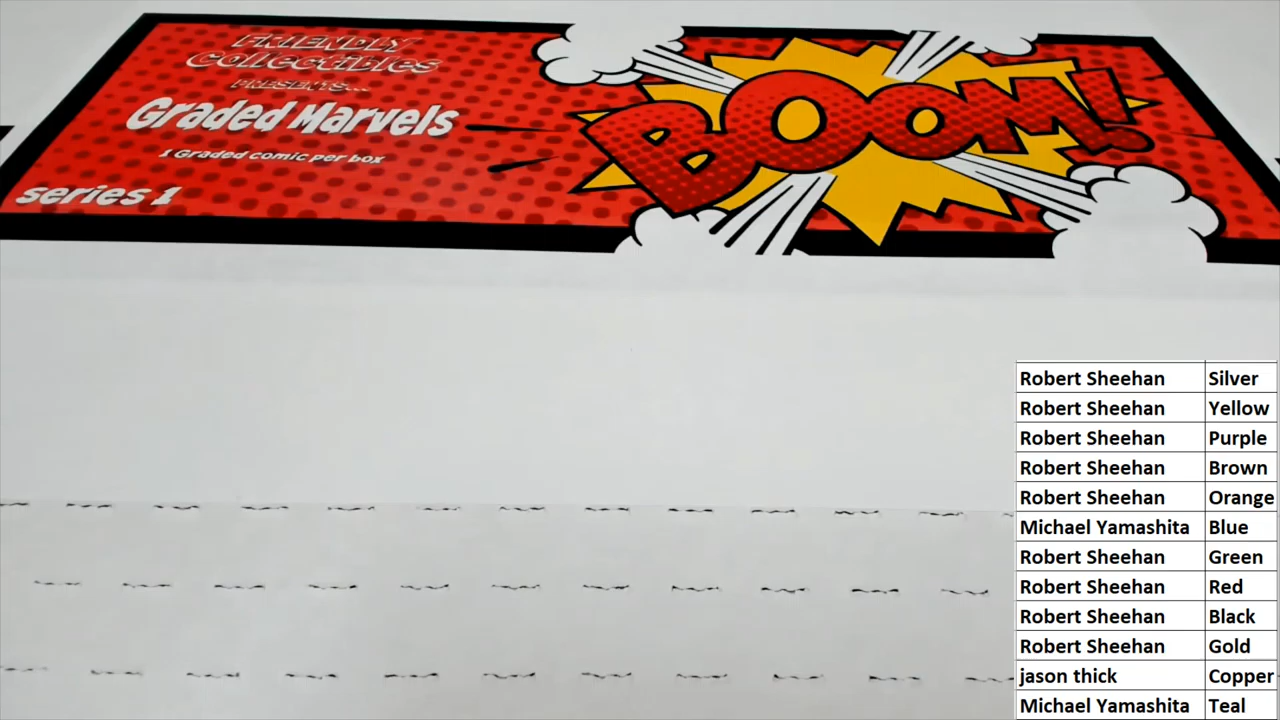 FRIENDLY
Collectibles
PRESENTS...
Graded Marvels
1 Graded comic per box
series 1
BOOM!
Robert Sheehan Silver
Robert Sheehan Yellow
Robert Sheehan Purple
Robert Sheehan Brown
Robert Sheehan Orange
Michael Yamashita Blue
Robert Sheehan Green
Robert Sheehan Red
Robert Sheehan Black
Robert Sheehan Gold
jason thick Copper
Michael Yamashita Teal